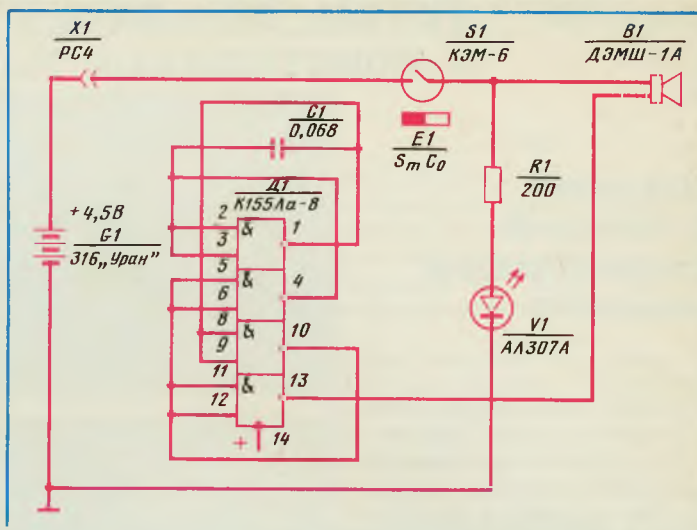 X1
PC4
S1
КЭМ-6
B1
ДЭМШ-1А
C1
0,068
E1
Sm Co
R1
200
Д1
К155Ла-8
+4,5В
G1
316„Уран”
2
3
5
6
8
9
11
12
&
&
&
&
1
4
10
13
+
14
V1
АЛ307А